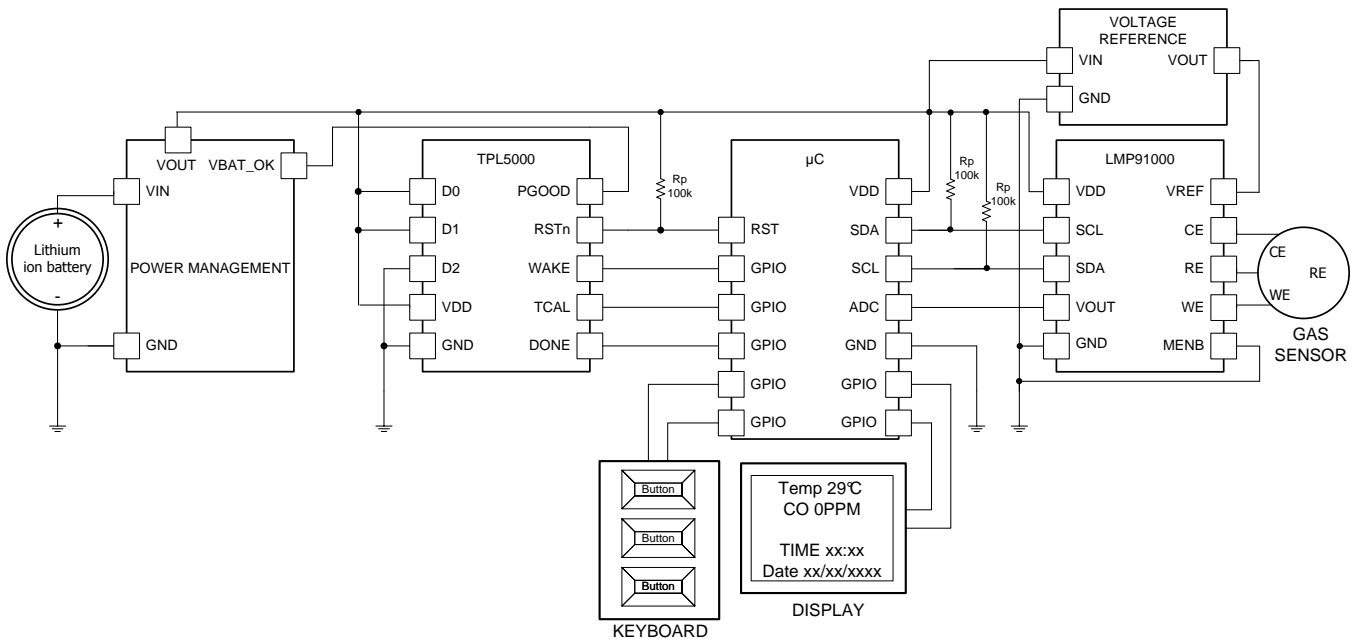 VOLTAGE
REFERENCE
VIN
VOUT
GND
VOUT
VBAT_OK
VIN
+
Lithium
ion battery
-
POWER MANAGEMENT
GND
TPL5000
D0
PGOOD
D1
RSTn
D2
WAKE
VDD
TCAL
GND
DONE
Rp
100k
µC
VDD
RST
SDA
GPIO
SCL
GPIO
ADC
GPIO
GND
GPIO
GPIO
GPIO
GPIO
Rp
100k
Rp
100k
LMP91000
VDD
VREF
SCL
CE
SDA
RE
VOUT
WE
GND
MENB
CE
RE
WE
GAS
SENSOR
Button
Button
Button
KEYBOARD
Temp 29°C
CO 0PPM
TIME xx:xx
Date xx/xx/xxxx
DISPLAY